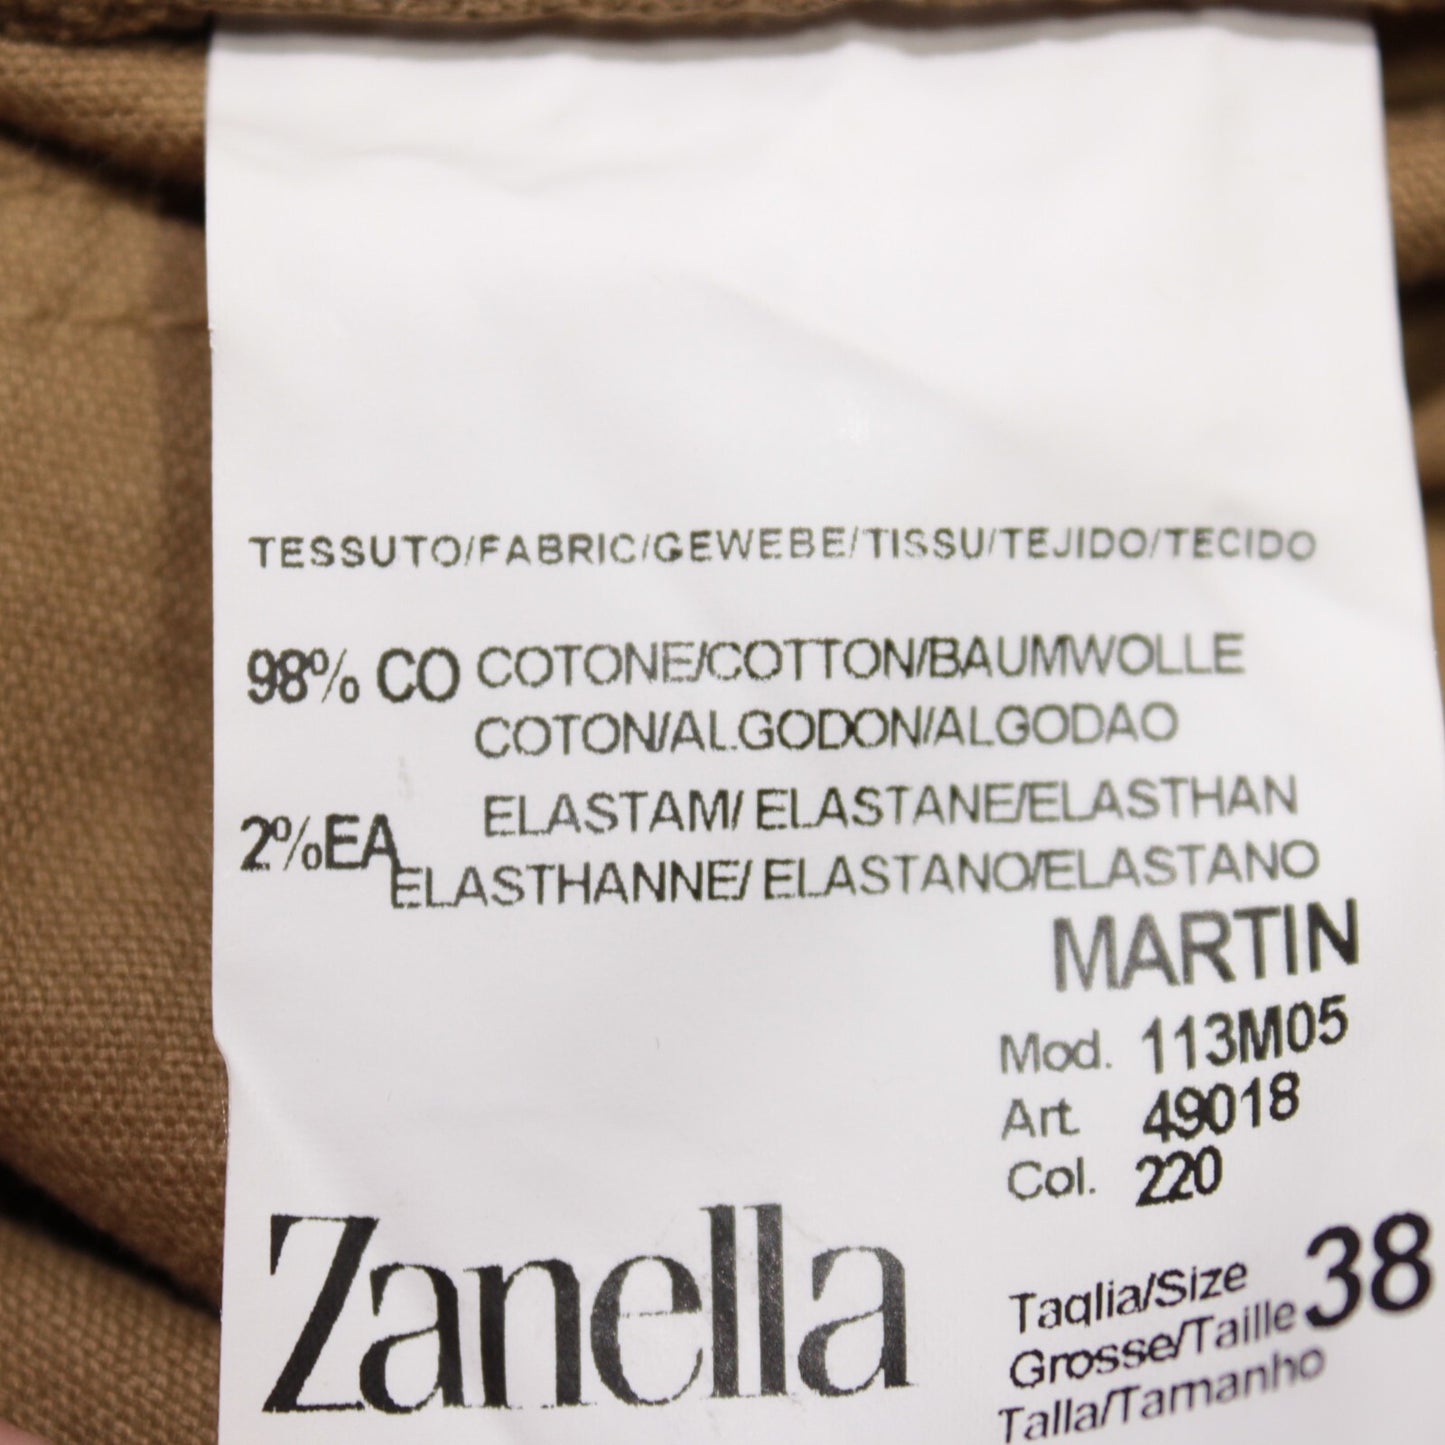 TESSUTO/FABRIC/GEWEBE/TISSU/TEJIDO/TECIDO
98% CO COTONE/COTTON/BAUMWOLLE
COTON/ALGODON/ALGODAO
2%EA ELASTAM/ ELASTANE/ELASTHAN
ELASTHANNE/ ELASTANO/ELASTANO
MARTIN
Mod. 113M05
Art. 49018
Col. 220
Zanella
Taglia/Size
Grosse/Taille 38
Talla/Tamanho